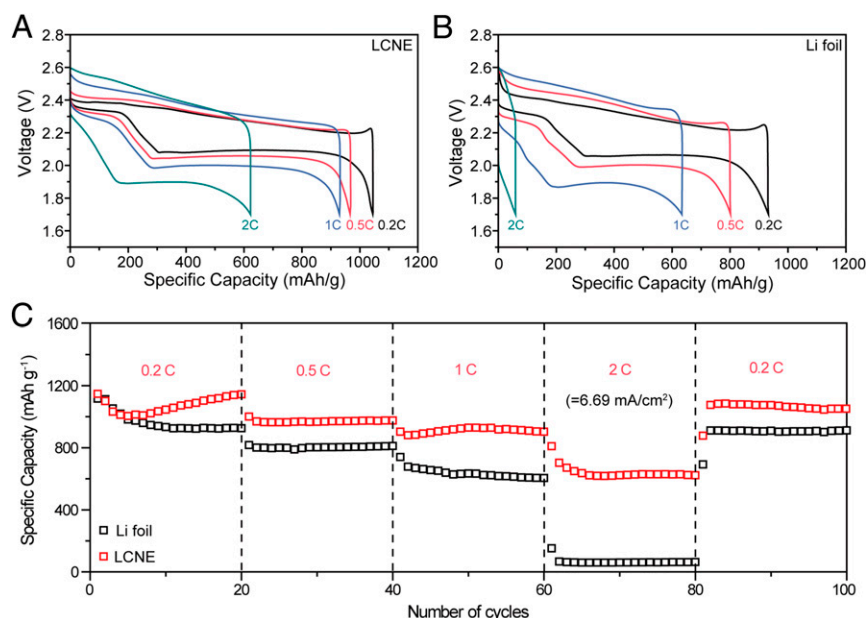 A
LCNE
2.8
2.6
2.4
2.2
2.0
1.8
1.6
Voltage (V)
2C
1C
0.5C
0.2C
0 200 400 600 800 1000 1200
Specific Capacity (mAh/g)
B
Li foil
2.8
2.6
2.4
2.2
2.0
1.8
1.6
Voltage (V)
2C
1C
0.5C
0.2C
0 200 400 600 800 1000 1200
Specific Capacity (mAh/g)
C
1600
1200
800
400
0
Specific Capacity (mAh g⁻¹)
0.2 C
0.5 C
1 C
2 C
0.2 C
(=6.69 mA/cm²)
Li foil
LCNE
0 20 40 60 80 100
Number of cycles